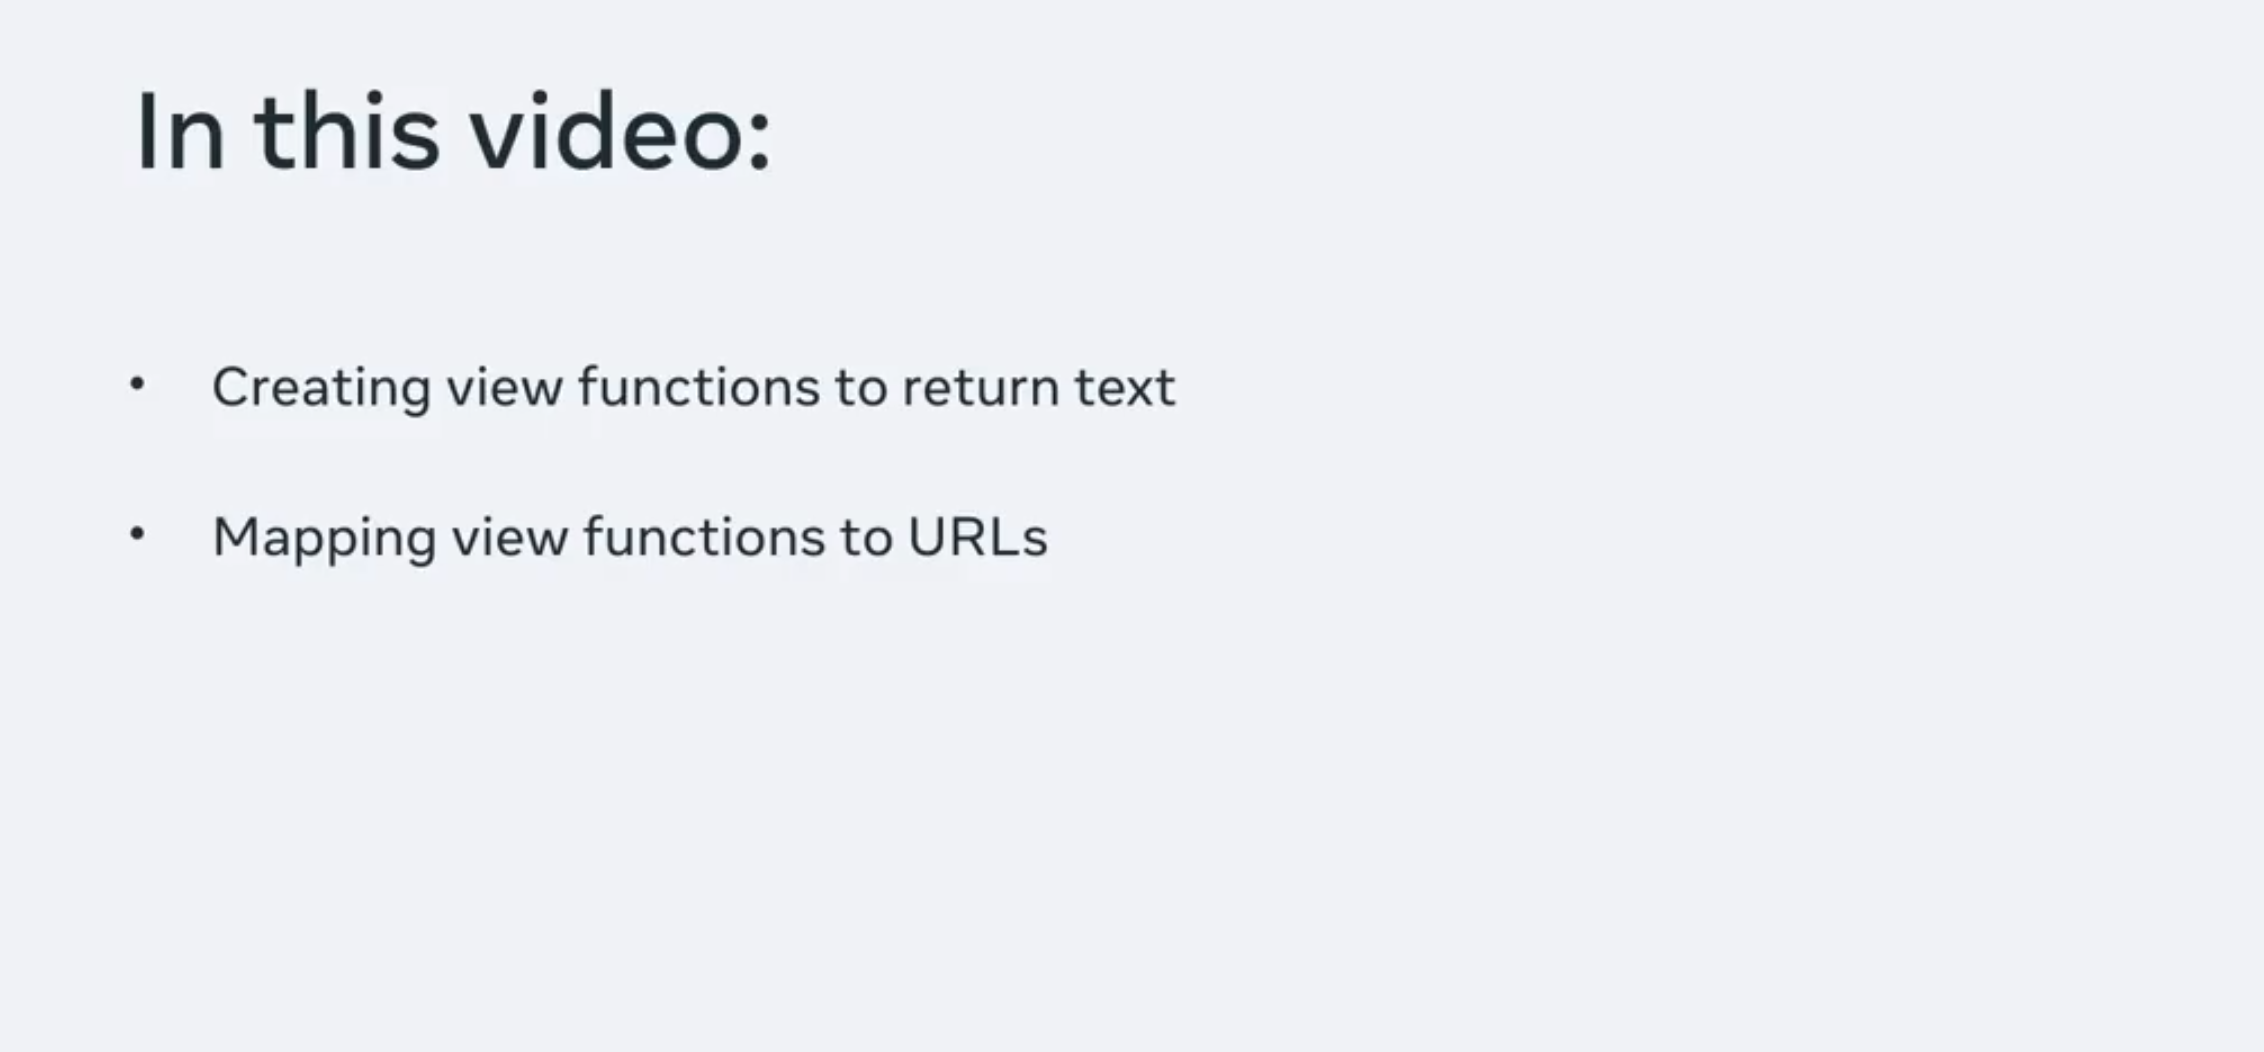 In this video:
• Creating view functions to return text
• Mapping view functions to URLs